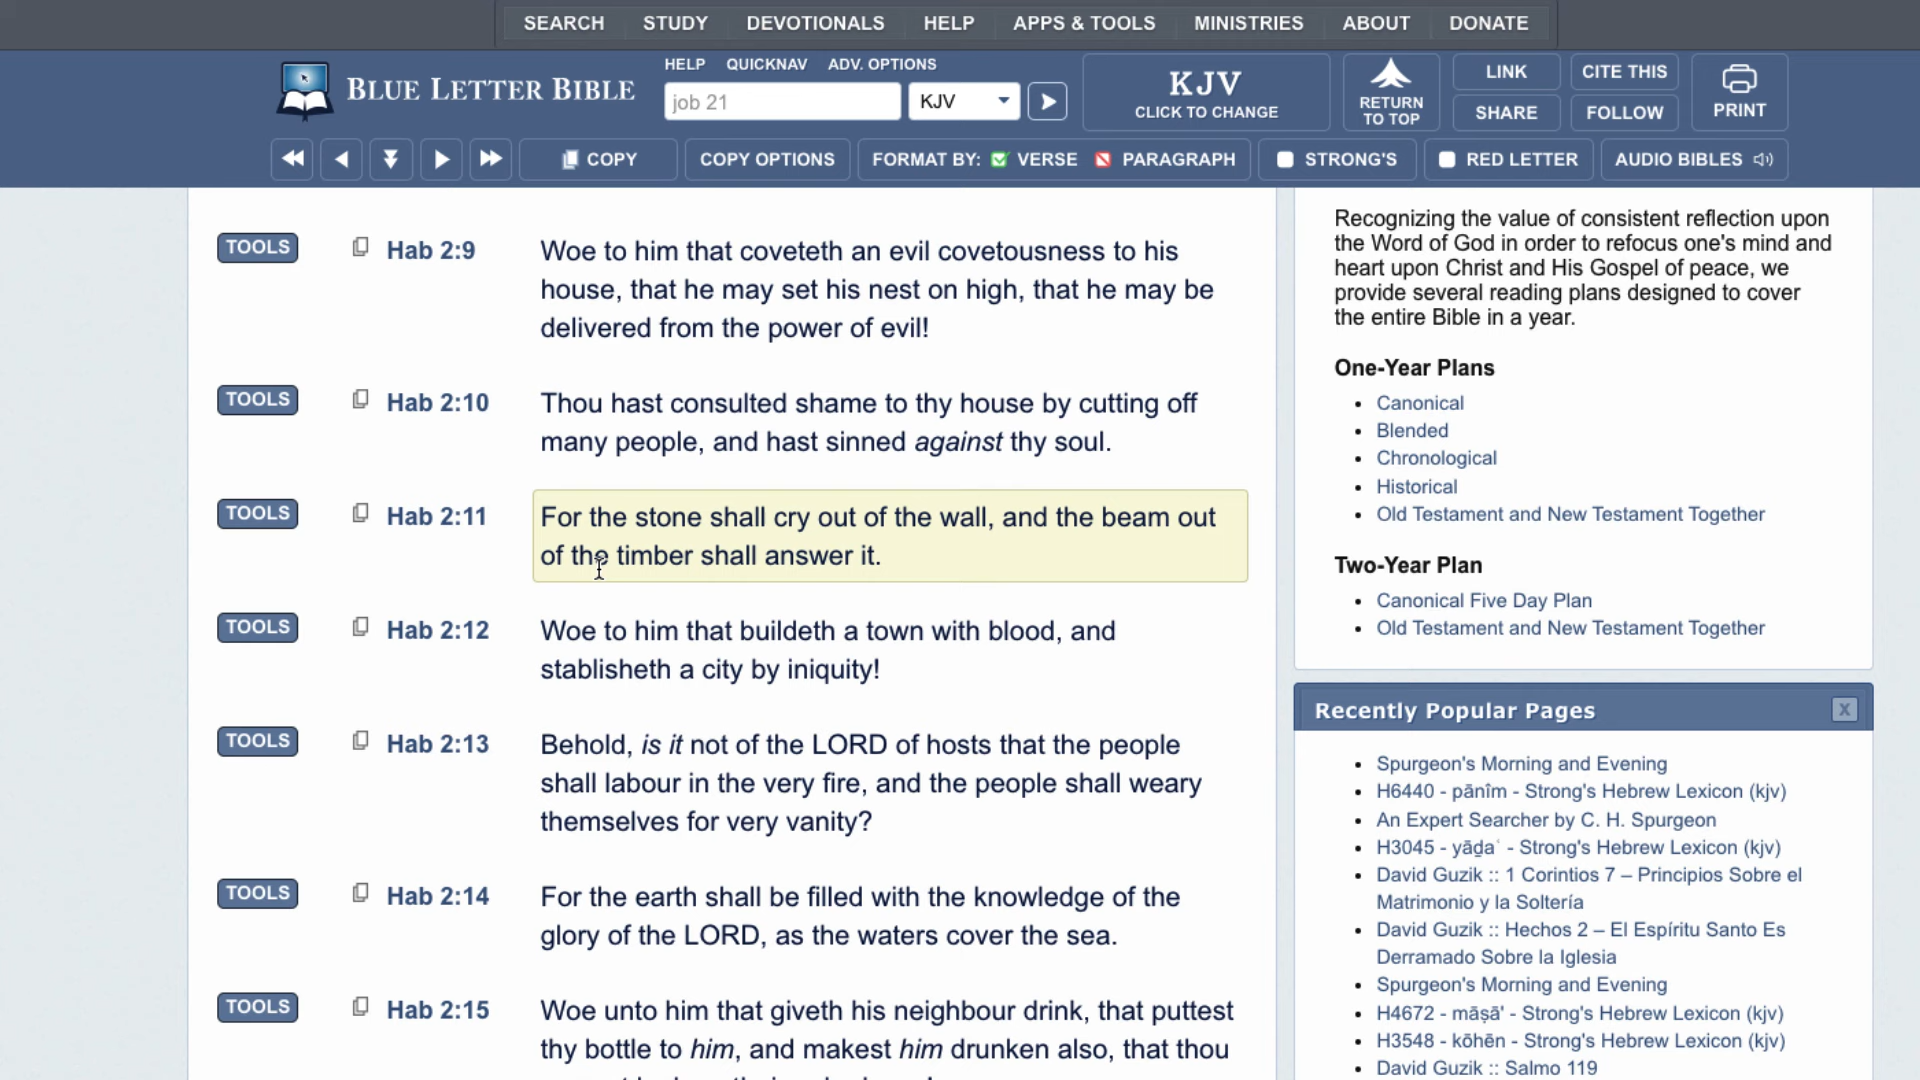 SEARCH STUDY DEVOTIONALS HELP APPS & TOOLS MINISTRIES ABOUT DONATE
BLUE LETTER BIBLE
HELP QUICKNAV ADV. OPTIONS
job 21 KJV
KJV
CLICK TO CHANGE
RETURN
TO TOP
LINK CITE THIS
SHARE FOLLOW
PRINT
COPY COPY OPTIONS FORMAT BY: VERSE PARAGRAPH STRONG'S RED LETTER AUDIO BIBLES
TOOLS Hab 2:9 Woe to him that coveteth an evil covetousness to his
house, that he may set his nest on high, that he may be
delivered from the power of evil!
TOOLS Hab 2:10 Thou hast consulted shame to thy house by cutting off
many people, and hast sinned against thy soul.
TOOLS Hab 2:11 For the stone shall cry out of the wall, and the beam out
of the timber shall answer it.
TOOLS Hab 2:12 Woe to him that buildeth a town with blood, and
stablisheth a city by iniquity!
TOOLS Hab 2:13 Behold, is it not of the LORD of hosts that the people
shall labour in the very fire, and the people shall weary
themselves for very vanity?
TOOLS Hab 2:14 For the earth shall be filled with the knowledge of the
glory of the LORD, as the waters cover the sea.
TOOLS Hab 2:15 Woe unto him that giveth his neighbour drink, that puttest
thy bottle to him, and makest him drunken also, that thou
Recognizing the value of consistent reflection upon
the Word of God in order to refocus one's mind and
heart upon Christ and His Gospel of peace, we
provide several reading plans designed to cover
the entire Bible in a year.
One-Year Plans
• Canonical
• Blended
• Chronological
• Historical
• Old Testament and New Testament Together
Two-Year Plan
• Canonical Five Day Plan
• Old Testament and New Testament Together
Recently Popular Pages X
• Spurgeon's Morning and Evening
• H6440 - pānîm - Strong's Hebrew Lexicon (kjv)
• An Expert Searcher by C. H. Spurgeon
• H3045 - yāḏaʿ - Strong's Hebrew Lexicon (kjv)
• David Guzik :: 1 Corintios 7 – Principios Sobre el
Matrimonio y la Soltería
• David Guzik :: Hechos 2 – El Espíritu Santo Es
Derramado Sobre la Iglesia
• Spurgeon's Morning and Evening
• H4672 - māṣā' - Strong's Hebrew Lexicon (kjv)
• H3548 - kōhēn - Strong's Hebrew Lexicon (kjv)
• David Guzik :: Salmo 119